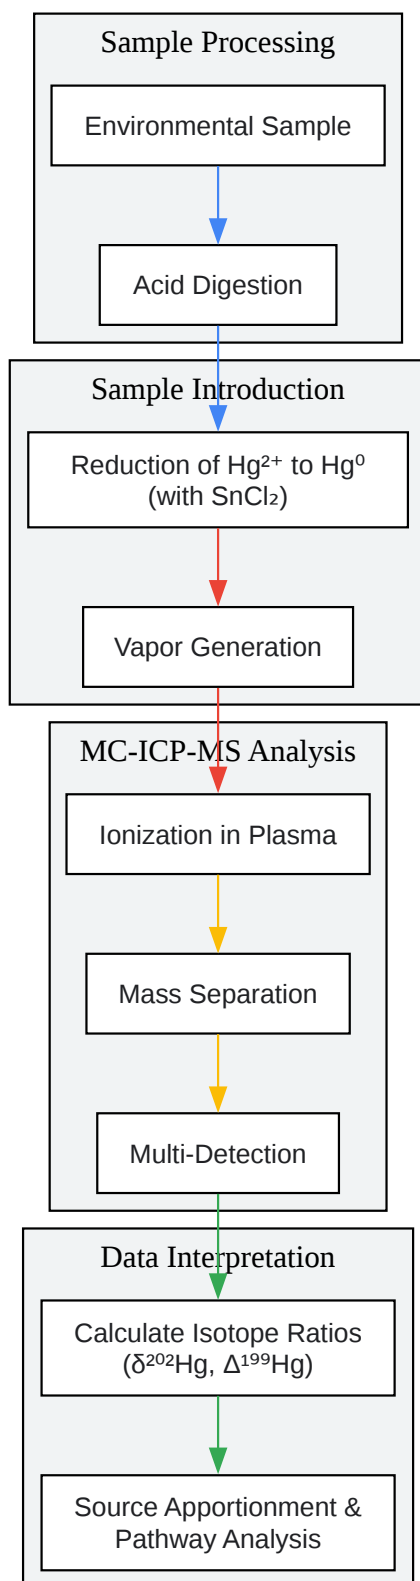 Sample Processing
Environmental Sample
Acid Digestion
Sample Introduction
Reduction of Hg²⁺ to Hg⁰
(with SnCl₂)
Vapor Generation
MC-ICP-MS Analysis
Ionization in Plasma
Mass Separation
Multi-Detection
Data Interpretation
Calculate Isotope Ratios
(δ²⁰²Hg, Δ¹⁹⁹Hg)
Source Apportionment &
Pathway Analysis